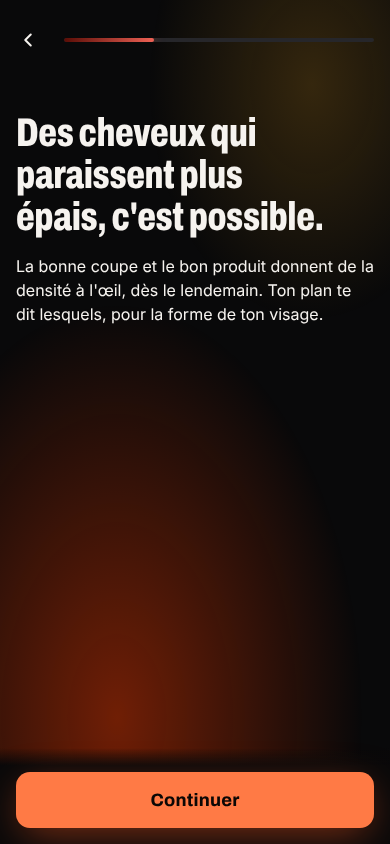 Des cheveux qui
paraissent plus
épais, c'est possible.
La bonne coupe et le bon produit donnent de la
densité à l'œil, dès le lendemain. Ton plan te
dit lesquels, pour la forme de ton visage.
Continuer